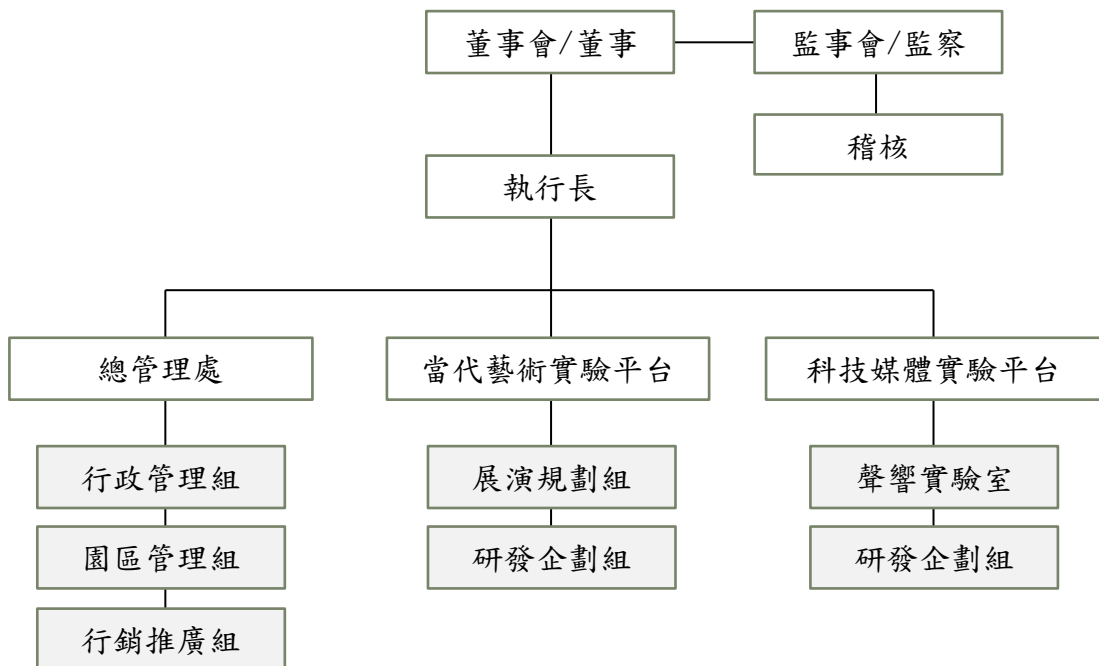 董事會/董事
監事會/監察
稽核
執行長
總管理處
當代藝術實驗平台
科技媒體實驗平台
行政管理組
展演規劃組
聲響實驗室
園區管理組
研發企劃組
研發企劃組
行銷推廣組